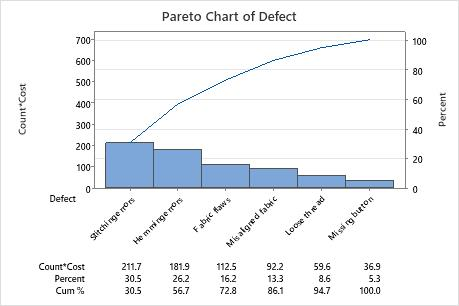 Pareto Chart of Defect
700
600
500
400
300
200
100
0
Count*Cost
100
80
60
40
20
0
Percent
Defect
Stitching errors
Hemming errors
Fabric flaws
Misaligned fabric
Loose thread
Missing button
Count*Cost 211.7 181.9 112.5 92.2 59.6 36.9
Percent 30.5 26.2 16.2 13.3 8.6 5.3
Cum % 30.5 56.7 72.8 86.1 94.7 100.0